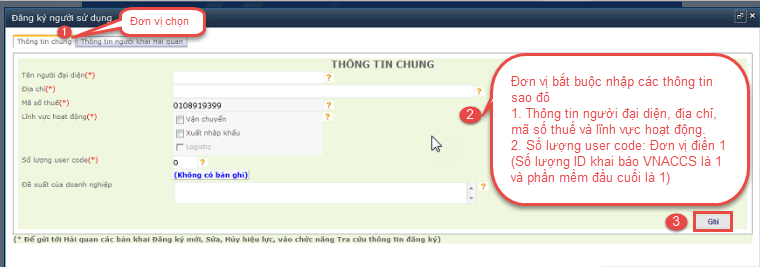 Đăng ký người sử dụng
1
Đơn vị chọn
Thông tin chung
Thông tin người khai Hải quan
THÔNG TIN CHUNG
Tên người đại diện(*)
?
Địa chỉ(*)
?
Mã số thuế(*)
0108919399
?
Lĩnh vực hoạt động(*)
?
Vận chuyển
Xuất nhập khẩu
Logistic
Số lượng user code(*)
0
?
(Không có bản ghi)
Đề xuất của doanh nghiệp
?
2
Đơn vị bắt buộc nhập các thông tin
sao đỏ
1. Thông tin người đại diện, địa chỉ,
mã số thuế và lĩnh vực hoạt động.
2. Số lượng user code: Đơn vị điền 1
(Số lượng ID khai báo VNACCS là 1
và phần mềm đầu cuối là 1)
3
Ghi
(* Để gửi tới Hải quan các bản khai Đăng ký mới, Sửa, Hủy hiệu lực, vào chức năng Tra cứu thông tin đăng ký)